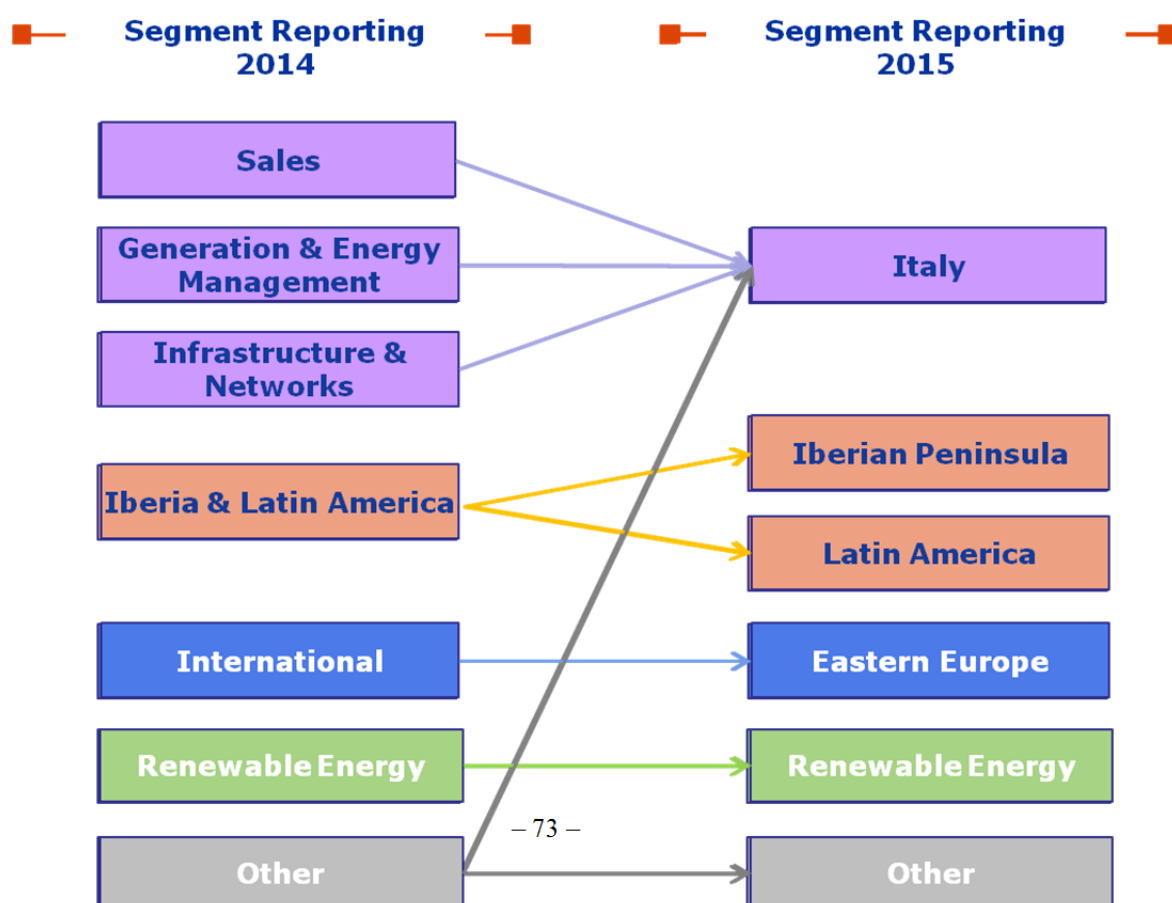 Segment Reporting
2014
Segment Reporting
2015
Sales
Generation & Energy
Management
Italy
Infrastructure &
Networks
Iberian Peninsula
Iberia & Latin America
Latin America
International
Eastern Europe
Renewable Energy
Renewable Energy
– 73 –
Other
Other